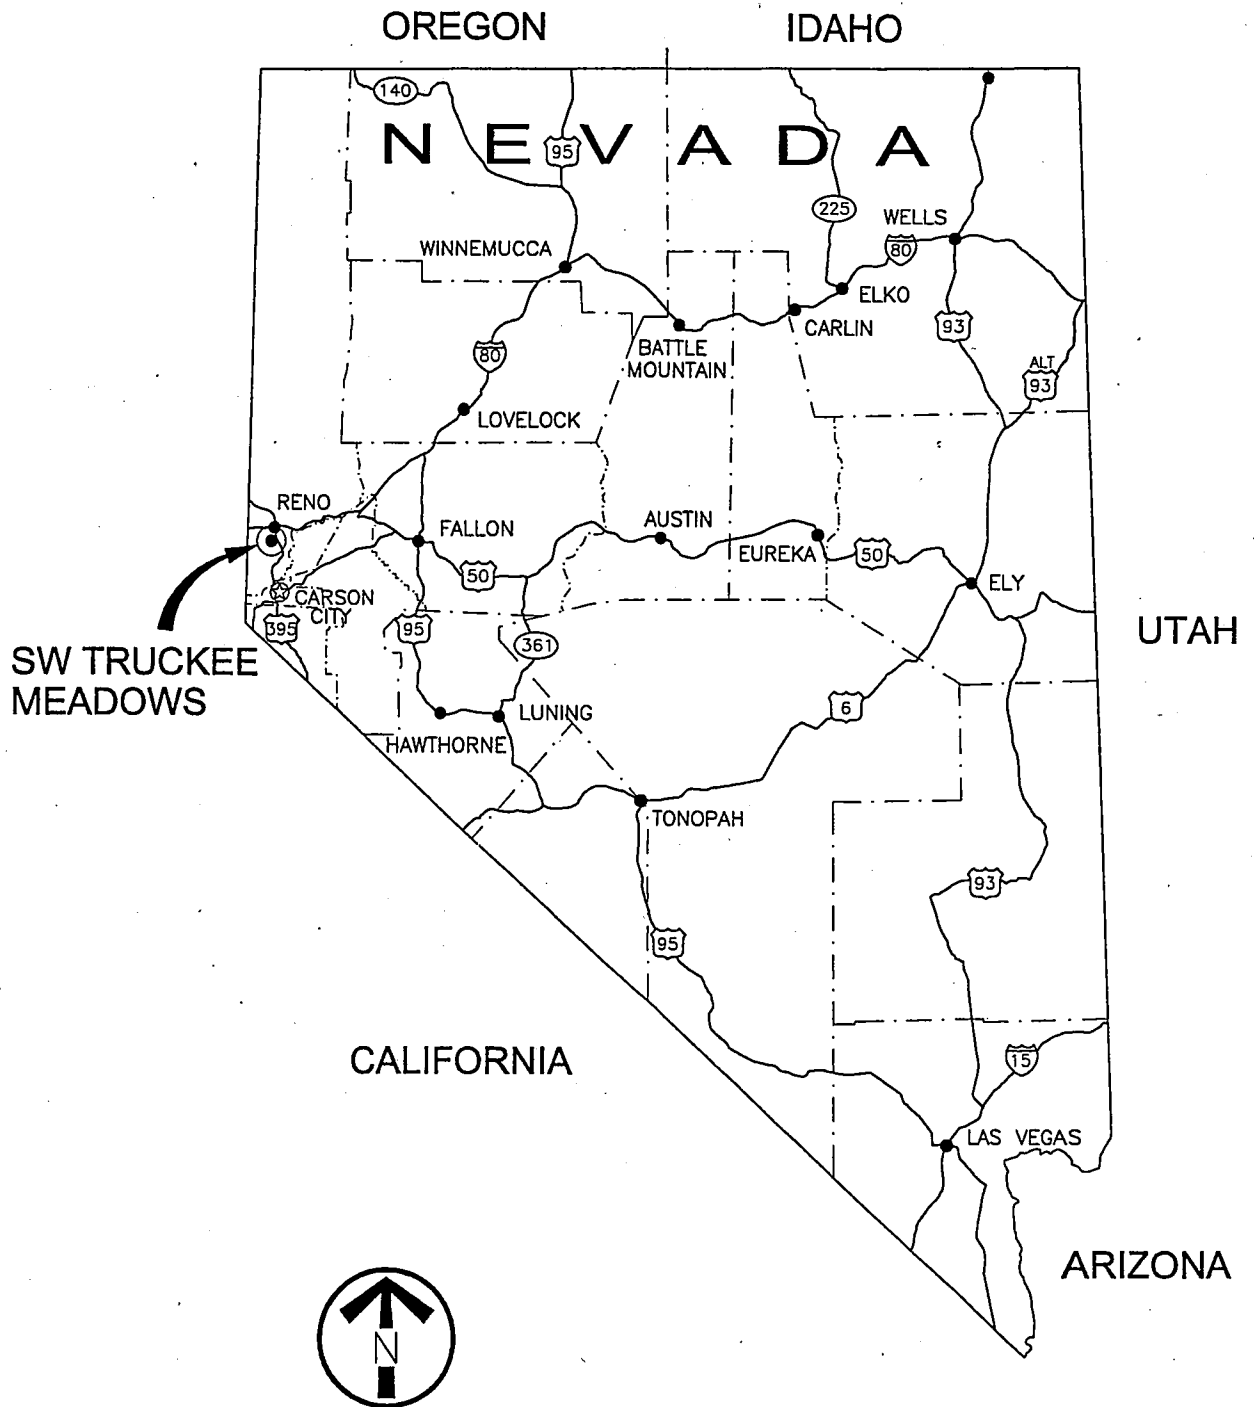 OREGON
IDAHO
140
NEVADA
95
225
WELLS
WINNEMUCCA
80
ELKO
CARLIN
93
80
BATTLE
MOUNTAIN
ALT
93
LOVELOCK
RENO
FALLON
AUSTIN
EUREKA
50
50
ELY
CARSON
CITY
395
95
361
UTAH
SW TRUCKEE
MEADOWS
6
LUNING
HAWTHORNE
TONOPAH
93
95
CALIFORNIA
15
LAS VEGAS
ARIZONA
N